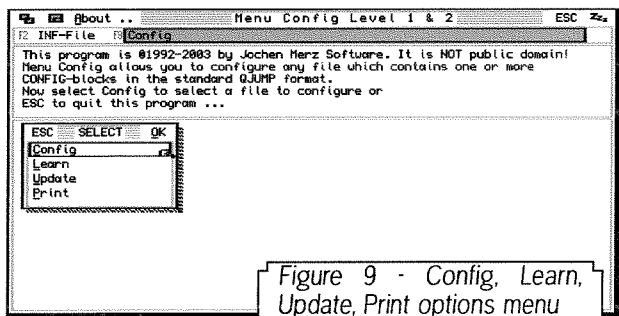 About .. Menu Config Level 1 & 2 ESC Zzz
F2 INF-File F3 Config
This program is ©1992-2003 by Jochen Merz Software. It is NOT public domain!
Menu Config allows you to configure any file which contains one or more
CONFIG-blocks in the standard QJUMP format.
Now select Config to select a file to configure or
ESC to quit this program ...
ESC SELECT OK
Config
Learn
Update
Print
Figure 9 - Config, Learn,
Update, Print options menu